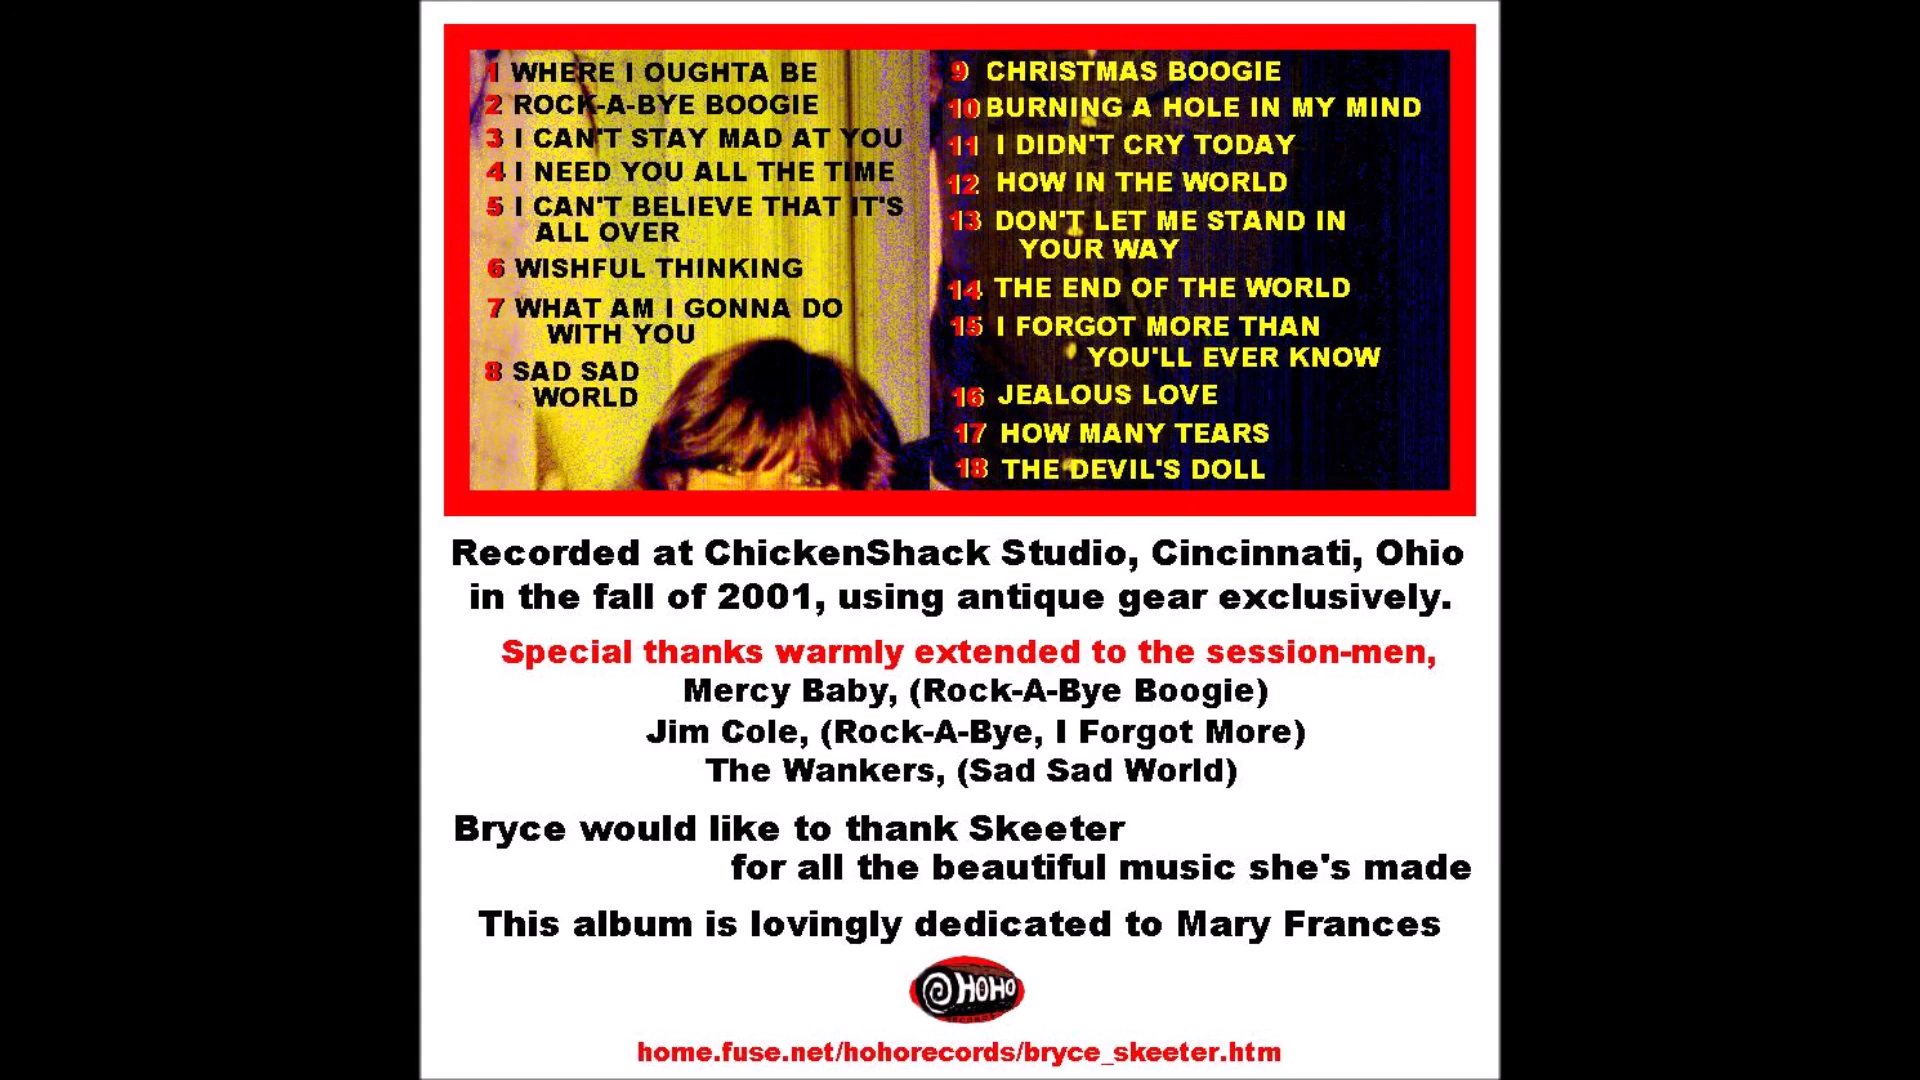 1 WHERE I OUGHTA BE
2 ROCK-A-BYE BOOGIE
3 I CAN'T STAY MAD AT YOU
4 I NEED YOU ALL THE TIME
5 I CAN'T BELIEVE THAT IT'S
ALL OVER
6 WISHFUL THINKING
7 WHAT AM I GONNA DO
WITH YOU
8 SAD SAD
WORLD
9 CHRISTMAS BOOGIE
10 BURNING A HOLE IN MY MIND
11 I DIDN'T CRY TODAY
12 HOW IN THE WORLD
13 DON'T LET ME STAND IN
YOUR WAY
14 THE END OF THE WORLD
15 I FORGOT MORE THAN
YOU'LL EVER KNOW
16 JEALOUS LOVE
17 HOW MANY TEARS
18 THE DEVIL'S DOLL
Recorded at ChickenShack Studio, Cincinnati, Ohio
in the fall of 2001, using antique gear exclusively.
Special thanks warmly extended to the session-men,
Mercy Baby, (Rock-A-Bye Boogie)
Jim Cole, (Rock-A-Bye, I Forgot More)
The Wankers, (Sad Sad World)
Bryce would like to thank Skeeter
for all the beautiful music she's made
This album is lovingly dedicated to Mary Frances
HOHO
RECORDS
home.fuse.net/hohorecords/bryce_skeeter.htm